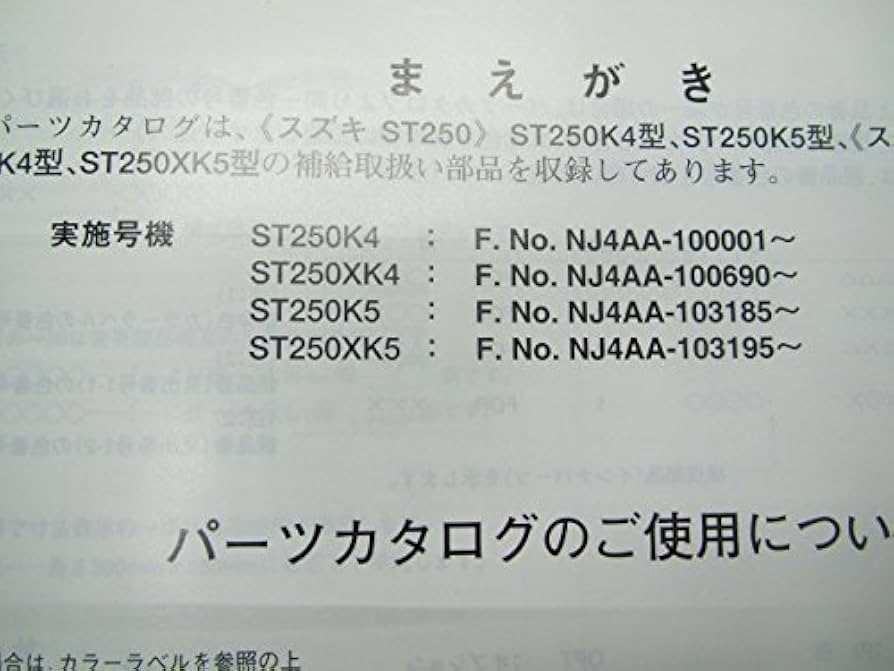 まえがき
パーツカタログは、《スズキ ST250》 ST250K4型、ST250K5型、《ス
K4型、ST250XK5型の補給取扱い部品を収録してあります。
実施号機 ST250K4 : F. No. NJ4AA-100001～
ST250XK4 : F. No. NJ4AA-100690～
ST250K5 : F. No. NJ4AA-103185～
ST250XK5 : F. No. NJ4AA-103195～
パーツカタログのご使用につい
場合は、カラーラベルを参照の上